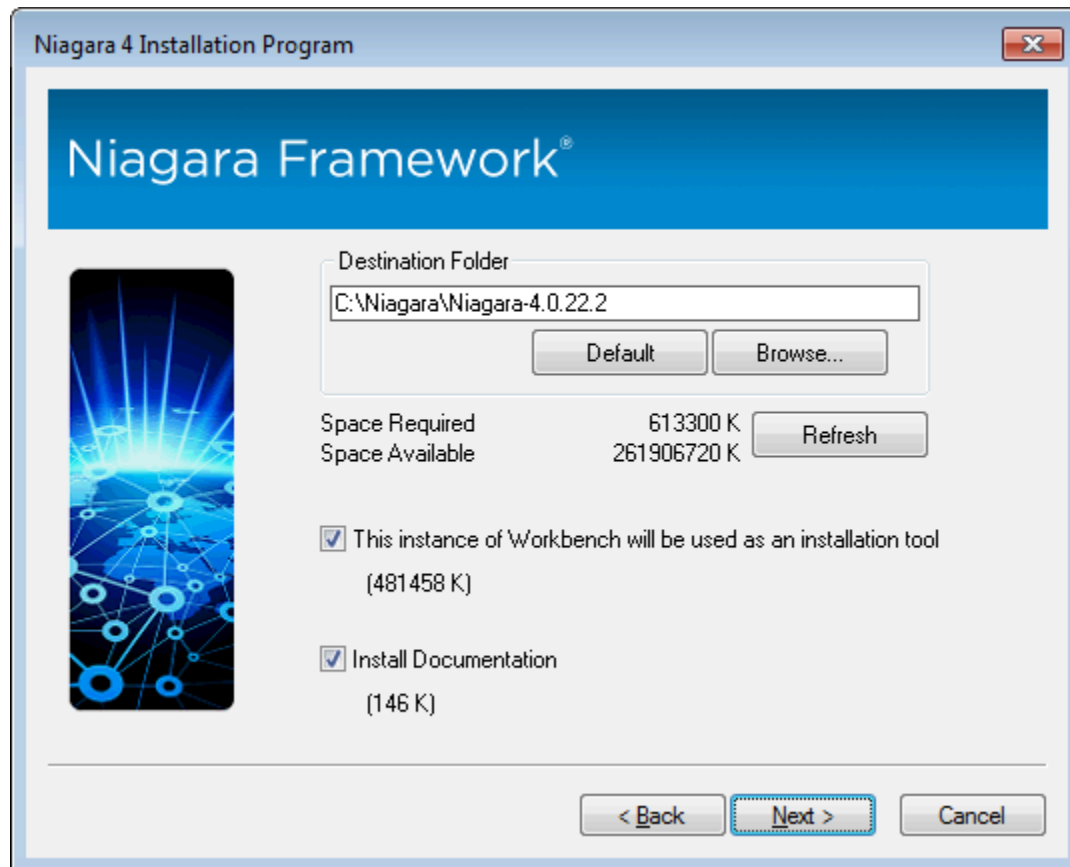 Niagara 4 Installation Program
Niagara Framework®
Destination Folder
C:\Niagara\Niagara-4.0.22.2
Default Browse...
Space Required 613300 K
Refresh
Space Available 261906720 K
This instance of Workbench will be used as an installation tool
(481458 K)
Install Documentation
(146 K)
< Back Next > Cancel